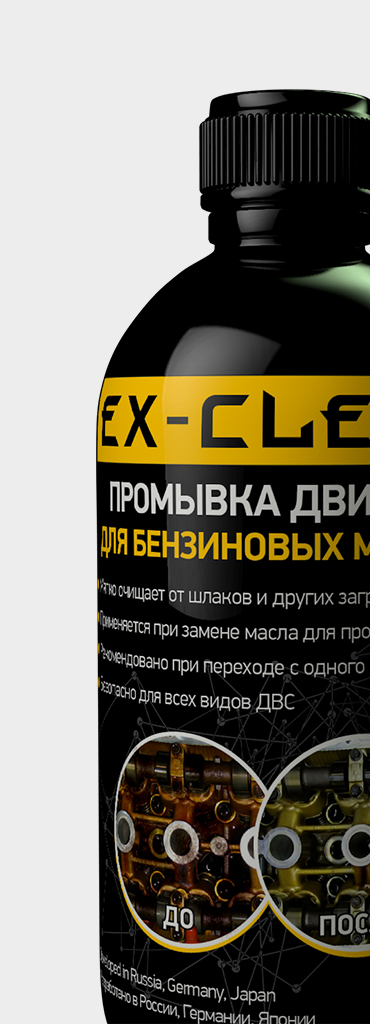 EX-CLE
ПРОМЫВКА ДВИ
ДЛЯ БЕНЗИНОВЫХ М
Мягко очищает от шлаков и других загр
Применяется при замене масла для про
Рекомендовано при переходе с одного
Безопасно для всех видов ДВС
ДО
ПОС
Developed in Russia, Germany, Japan
Разработано в России, Германии, Японии